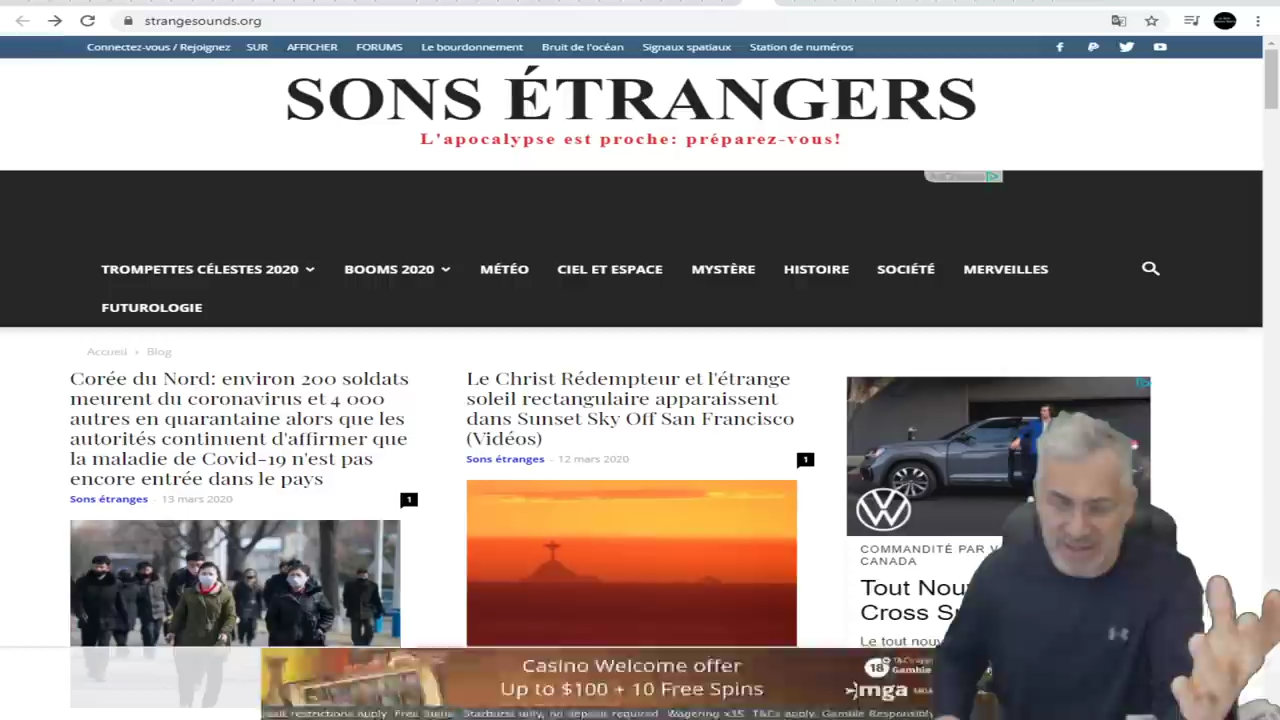 strangesounds.org
Connectez-vous / Rejoignez SUR AFFICHER FORUMS Le bourdonnement Bruit de l'océan Signaux spatiaux Station de numéros
SONS ÉTRANGERS
L'apocalypse est proche: préparez-vous!
TROMPETTES CÉLESTES 2020 BOOMS 2020 MÉTÉO CIEL ET ESPACE MYSTÈRE HISTOIRE SOCIÉTÉ MERVEILLES
FUTUROLOGIE
Accueil › Blog
Corée du Nord: environ 200 soldats
meurent du coronavirus et 4 000
autres en quarantaine alors que les
autorités continuent d'affirmer que
la maladie de Covid-19 n'est pas
encore entrée dans le pays
Sons étranges - 13 mars 2020 1
Le Christ Rédempteur et l'étrange
soleil rectangulaire apparaissent
dans Sunset Sky Off San Francisco
(Vidéos)
Sons étranges - 12 mars 2020 1
COMMANDITÉ PAR V
CANADA
Tout Nou
Cross S
Le tout nouv
Casino Welcome offer
Up to $100 + 10 Free Spins
18
mga